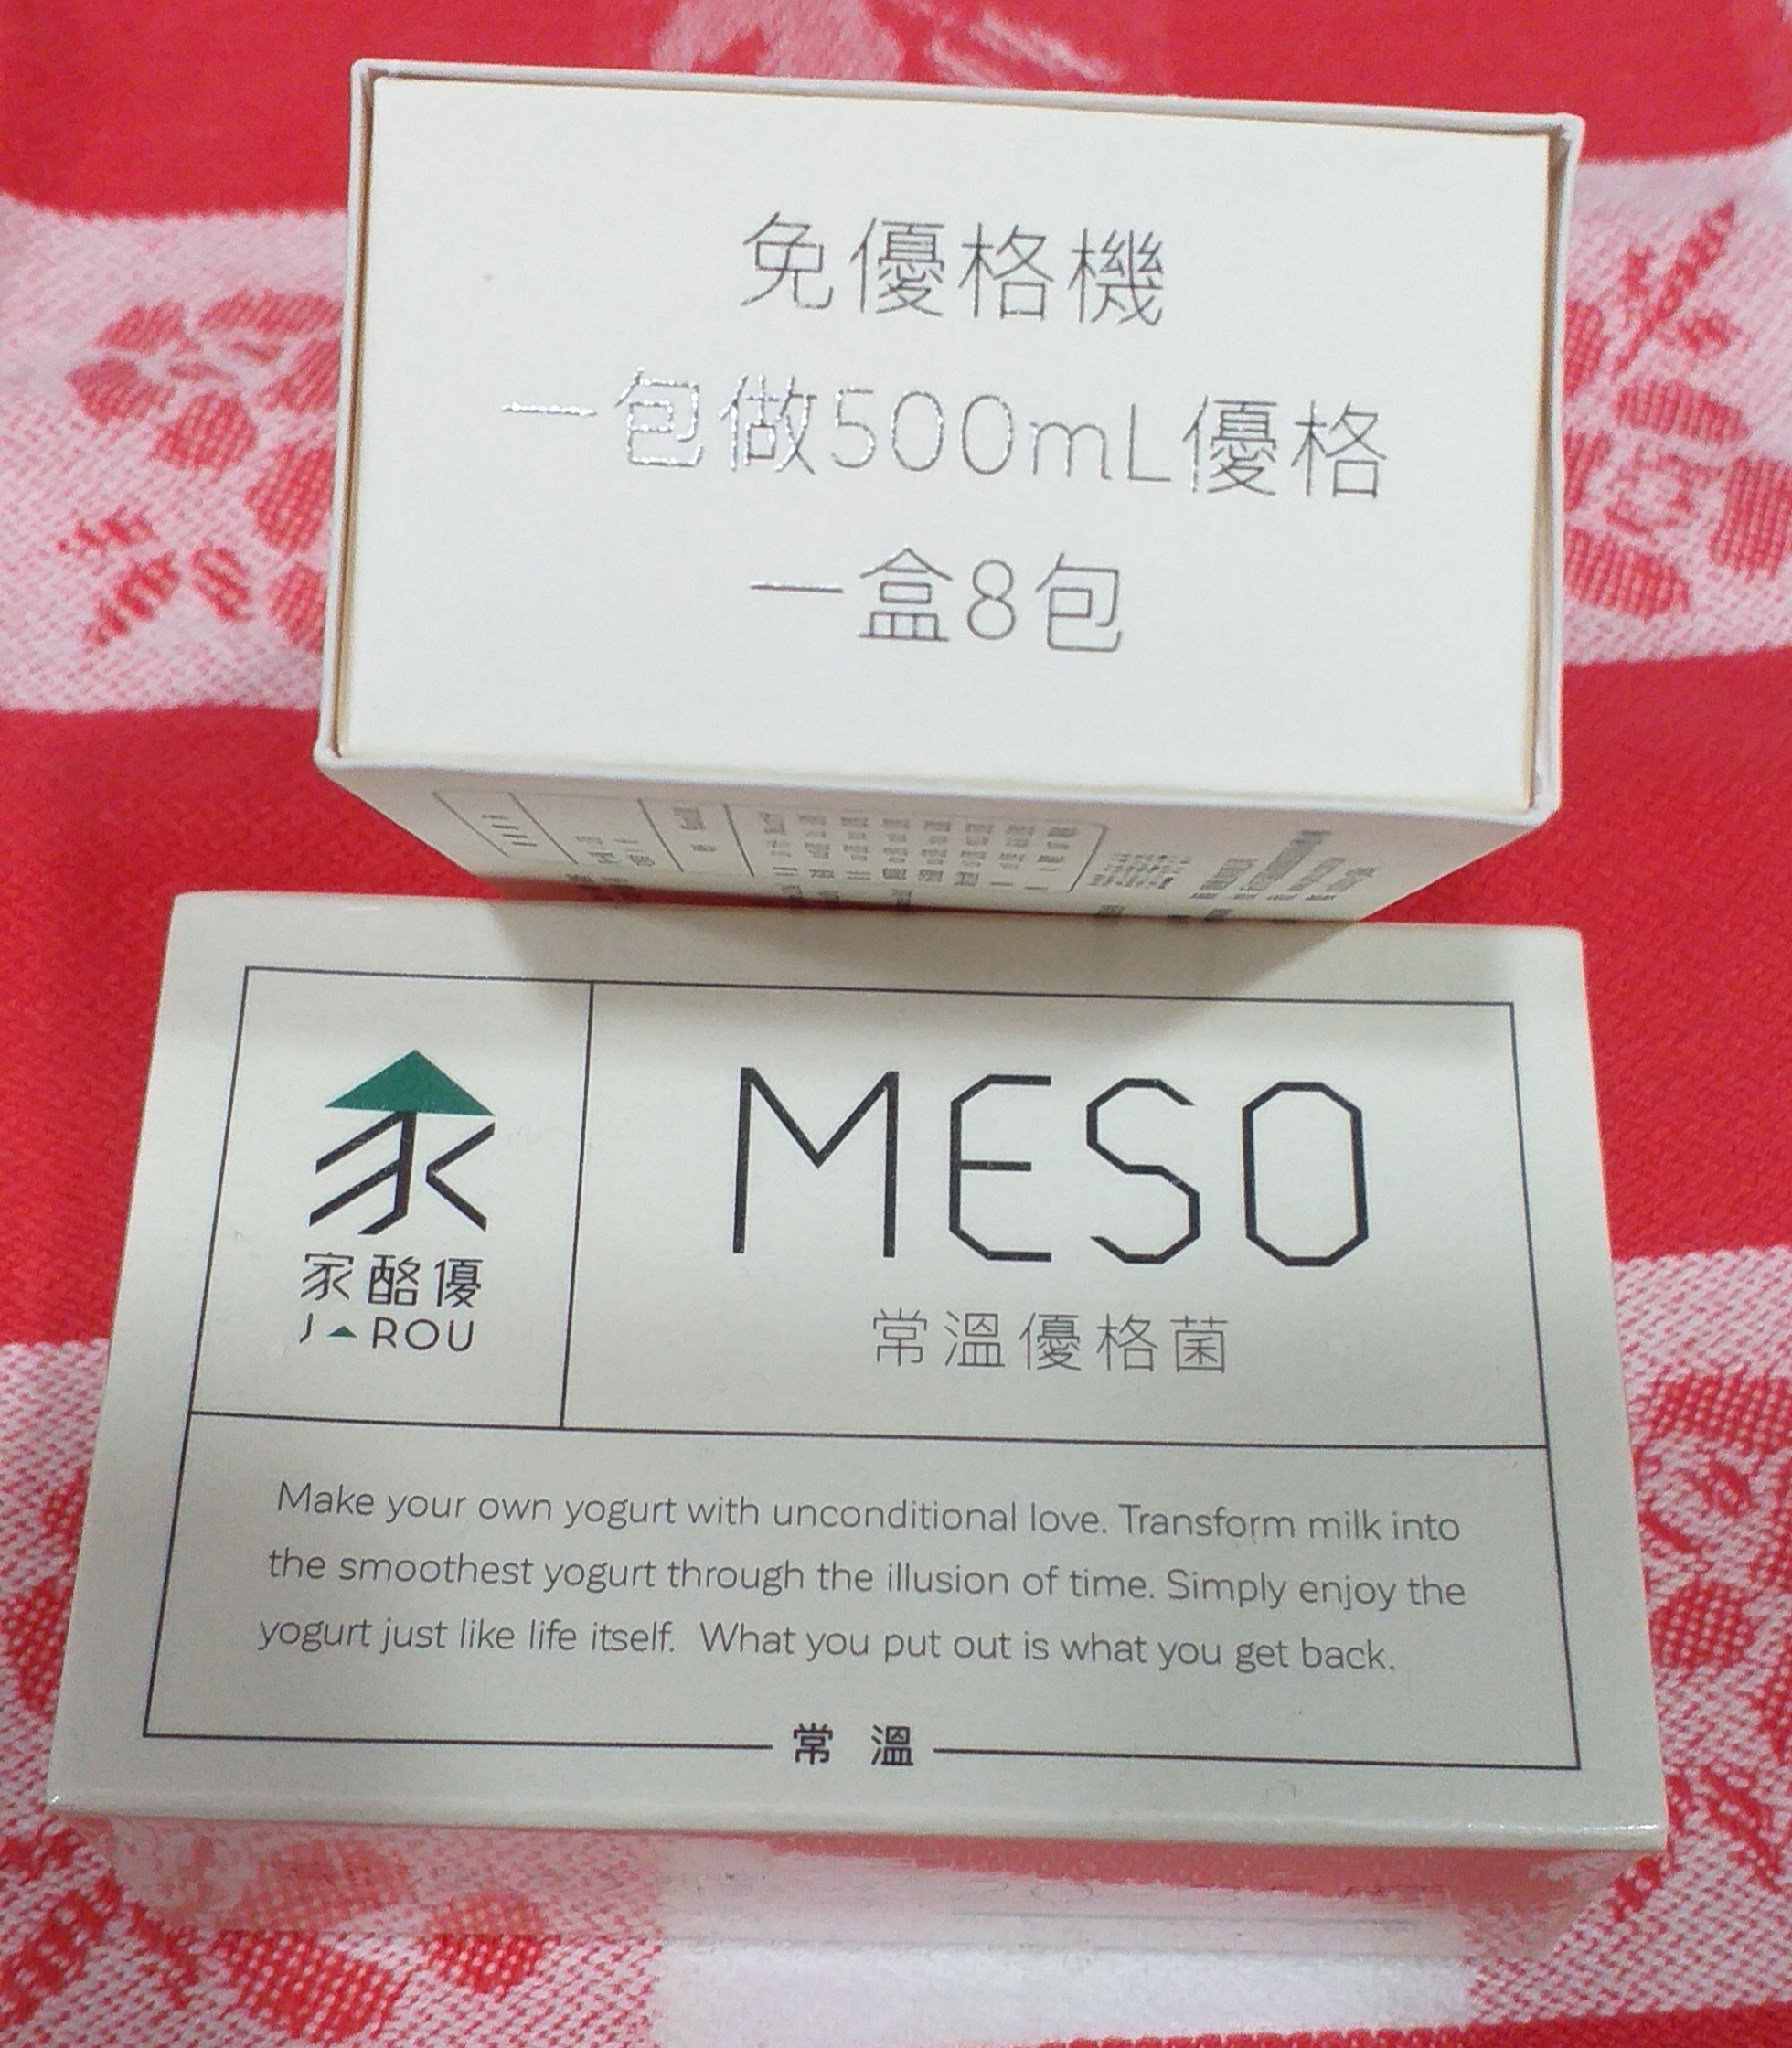 免優格機
一包做500mL優格
一盒8包
家酪優
JAROU
MESO
常溫優格菌
Make your own yogurt with unconditional love. Transform milk into
the smoothest yogurt through the illusion of time. Simply enjoy the
yogurt just like life itself. What you put out is what you get back.
常溫